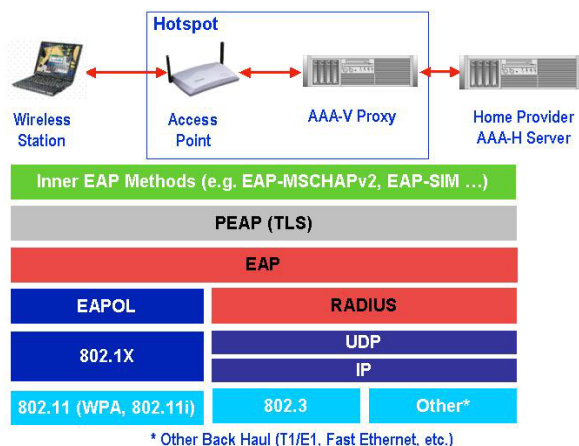 Hotspot
Wireless
Station
Access
Point
AAA-V Proxy
Home Provider
AAA-H Server
Inner EAP Methods (e.g. EAP-MSCHAPv2, EAP-SIM ...)
PEAP (TLS)
EAP
EAPOL
RADIUS
802.1X
UDP
IP
802.11 (WPA, 802.11i)
802.3
Other*
* Other Back Haul (T1/E1, Fast Ethernet, etc.)